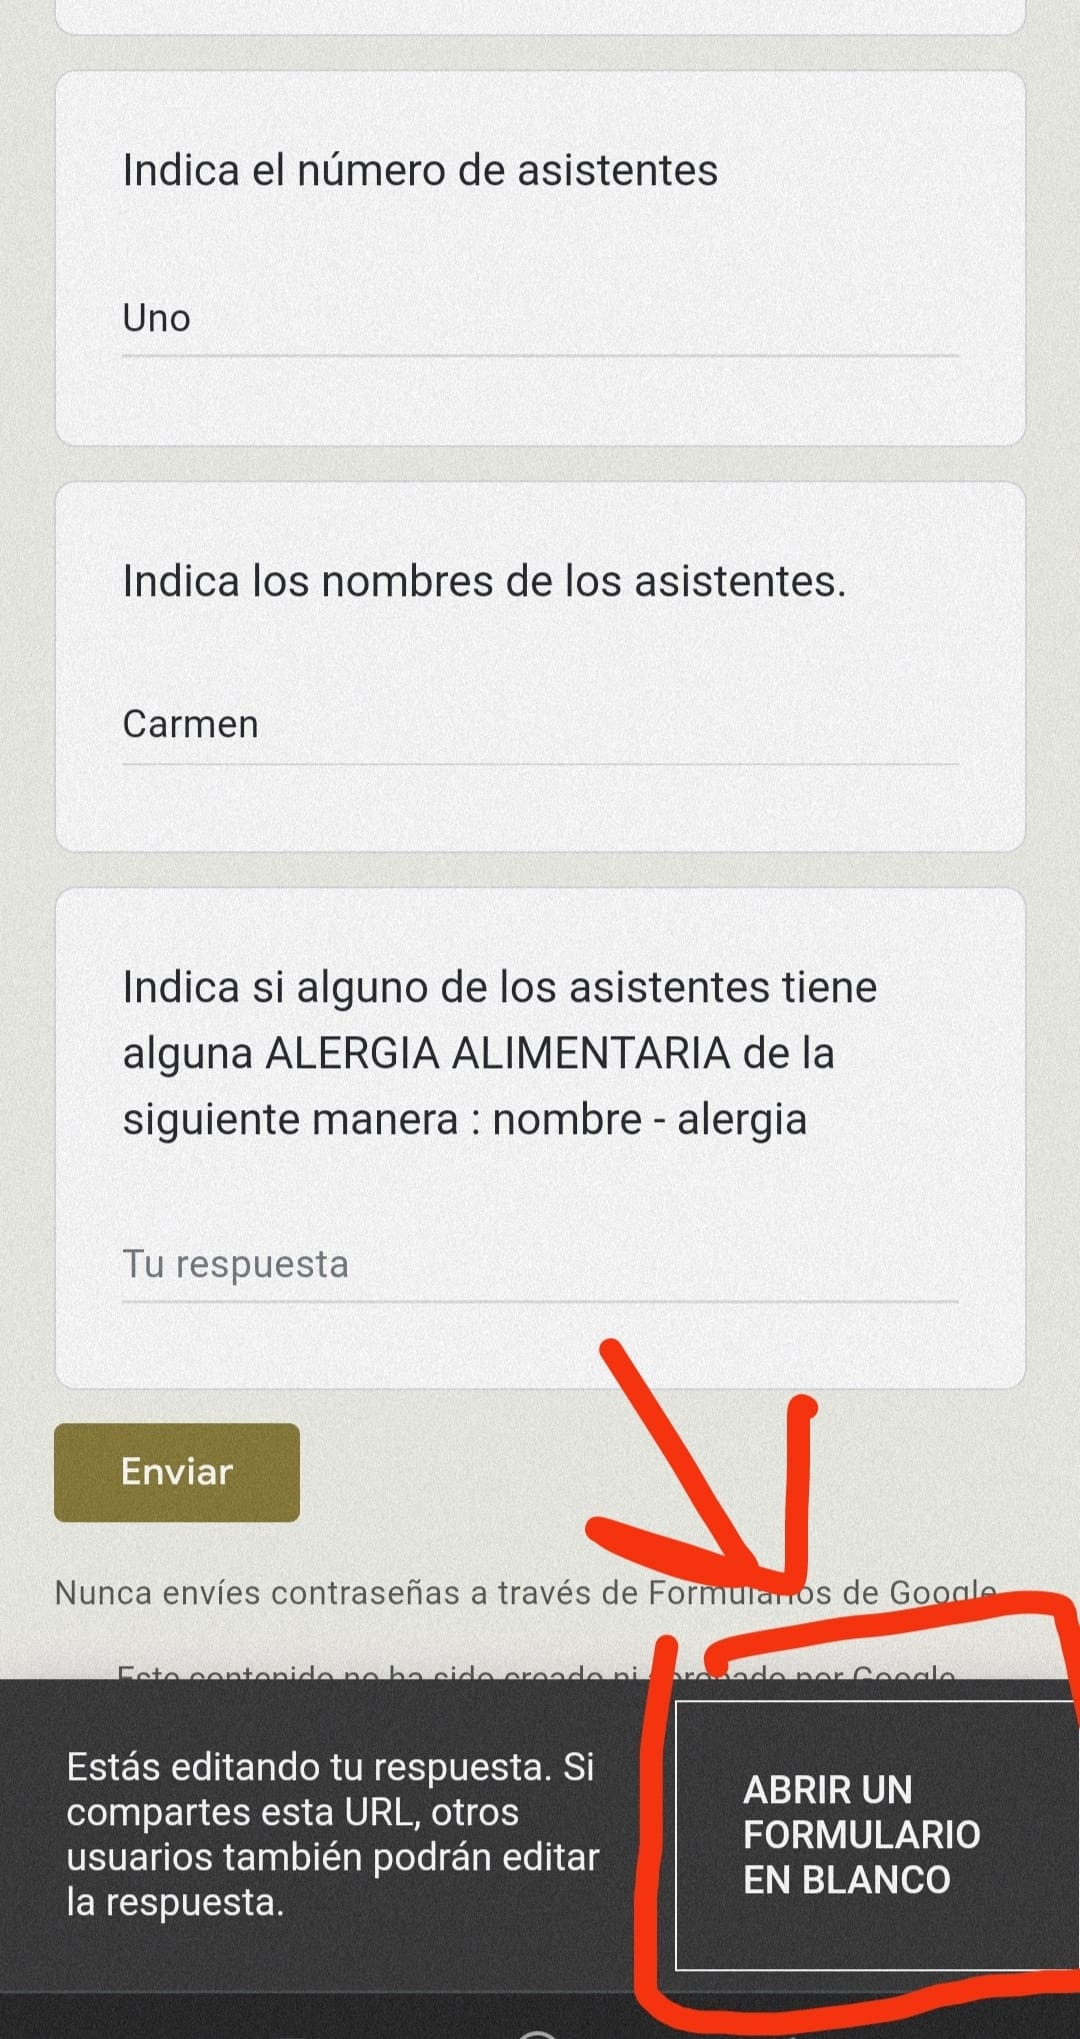 Indica el número de asistentes
Uno
Indica los nombres de los asistentes.
Carmen
Indica si alguno de los asistentes tiene
alguna ALERGIA ALIMENTARIA de la
siguiente manera : nombre - alergia
Tu respuesta
Enviar
Nunca envíes contraseñas a través de Formularios de Google
Este contenido no ha sido creado ni aprobado por Google
Estás editando tu respuesta. Si
compartes esta URL, otros
usuarios también podrán editar
la respuesta.
ABRIR UN
FORMULARIO
EN BLANCO